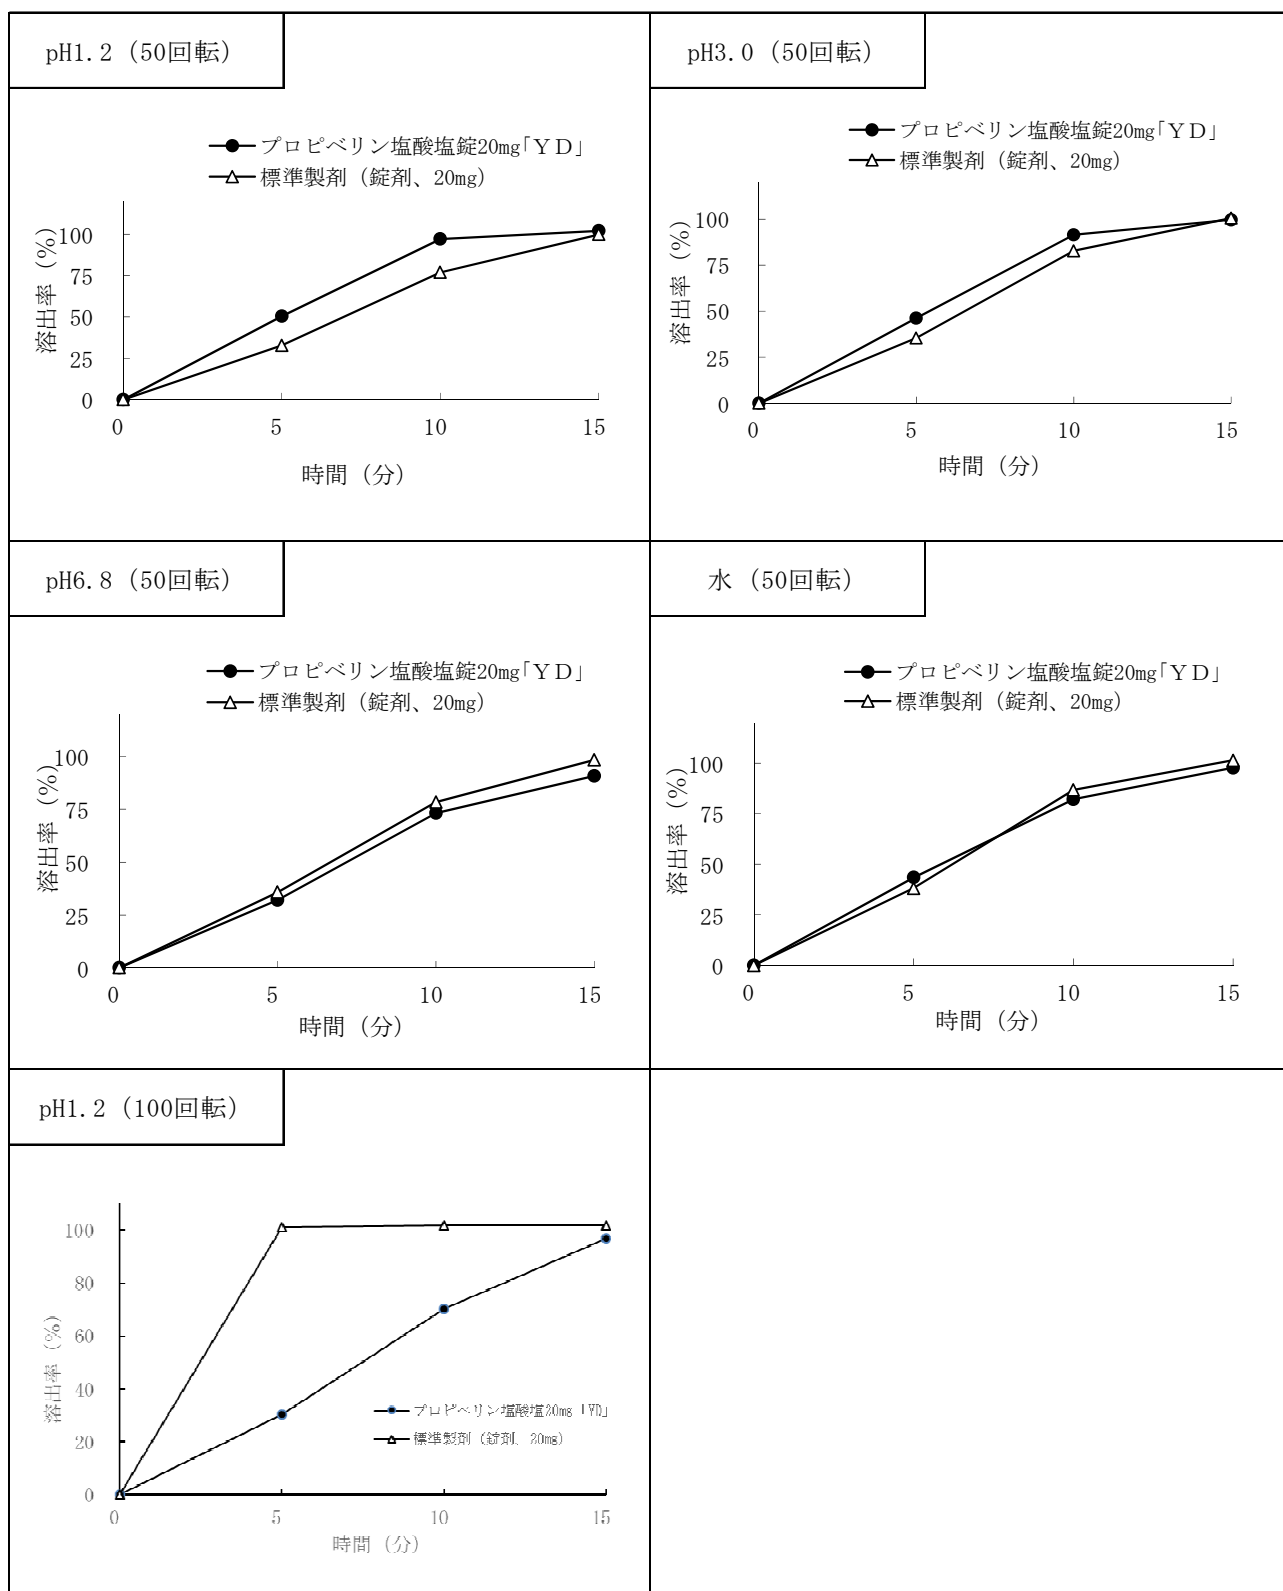 pH1.2（50回転）
プロピベリン塩酸塩錠20mg「ＹＤ」
標準製剤（錠剤、20mg）
溶出率（%）
100
75
50
25
0
0 5 10 15
時間（分）
pH3.0（50回転）
プロピベリン塩酸塩錠20mg「ＹＤ」
標準製剤（錠剤、20mg）
溶出率（%）
100
75
50
25
0
0 5 10 15
時間（分）
pH6.8（50回転）
プロピベリン塩酸塩錠20mg「ＹＤ」
標準製剤（錠剤、20mg）
溶出率（%）
100
75
50
25
0
0 5 10 15
時間（分）
水（50回転）
プロピベリン塩酸塩錠20mg「ＹＤ」
標準製剤（錠剤、20mg）
溶出率（%）
100
75
50
25
0
0 5 10 15
時間（分）
pH1.2（100回転）
溶出率（%）
100
80
60
40
20
0
プロピベリン塩酸塩20mg「YD」
標準製剤（錠剤、20mg）
0 5 10 15
時間（分）